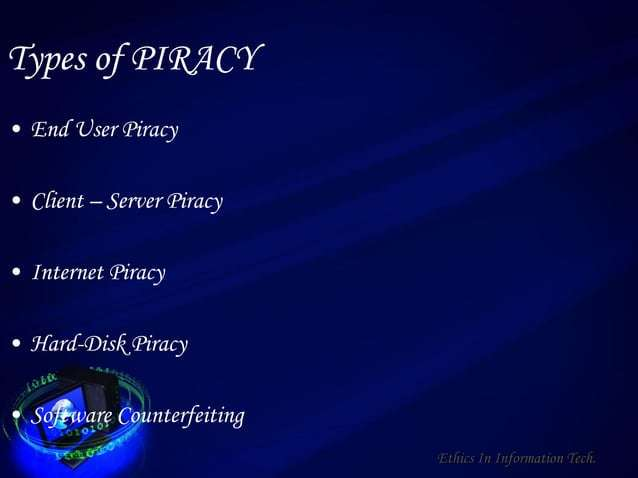 Types of PIRACY
• End User Piracy
• Client – Server Piracy
• Internet Piracy
• Hard-Disk Piracy
• Software Counterfeiting
Ethics In Information Tech.